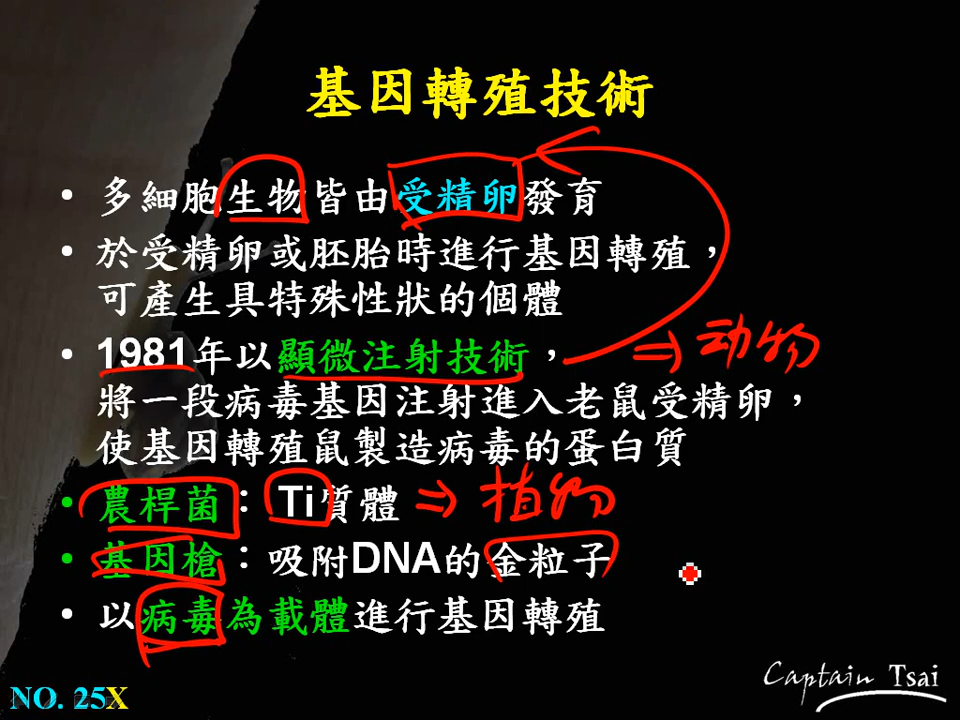 基因轉殖技術
• 多細胞生物皆由受精卵發育
• 於受精卵或胚胎時進行基因轉殖，
可產生具特殊性狀的個體
• 1981年以顯微注射技術， ⇒ 动物
將一段病毒基因注射進入老鼠受精卵，
使基因轉殖鼠製造病毒的蛋白質
• 農桿菌：Ti質體 ⇒ 植物
• 基因槍：吸附DNA的金粒子
• 以病毒為載體進行基因轉殖
NO. 25X
Captain Tsai